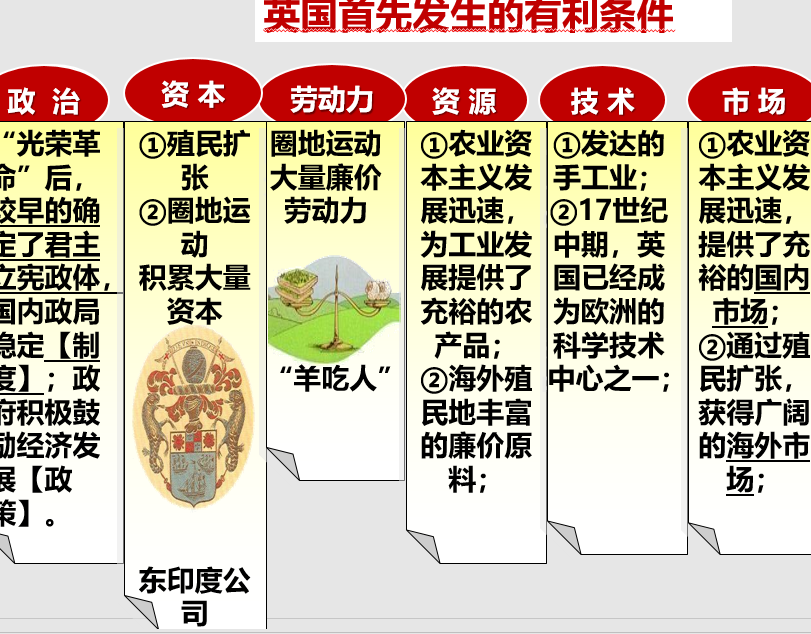 英国首先发生的有利条件
政 治
“光荣革
命”后，
较早的确
定了君主
立宪政体，
国内政局
稳定【制
度】；政
府积极鼓
励经济发
展【政
策】。
资 本
①殖民扩
张
②圈地运
动
积累大量
资本
东印度公
司
劳动力
圈地运动
大量廉价
劳动力
“羊吃人”
资 源
①农业资
本主义发
展迅速，
为工业发
展提供了
充裕的农
产品；
②海外殖
民地丰富
的廉价原
料；
技 术
①发达的
手工业；
②17世纪
中期，英
国已经成
为欧洲的
科学技术
中心之一；
市 场
①农业资
本主义发
展迅速，
提供了充
裕的国内
市场；
②通过殖
民扩张，
获得广阔
的海外市
场；